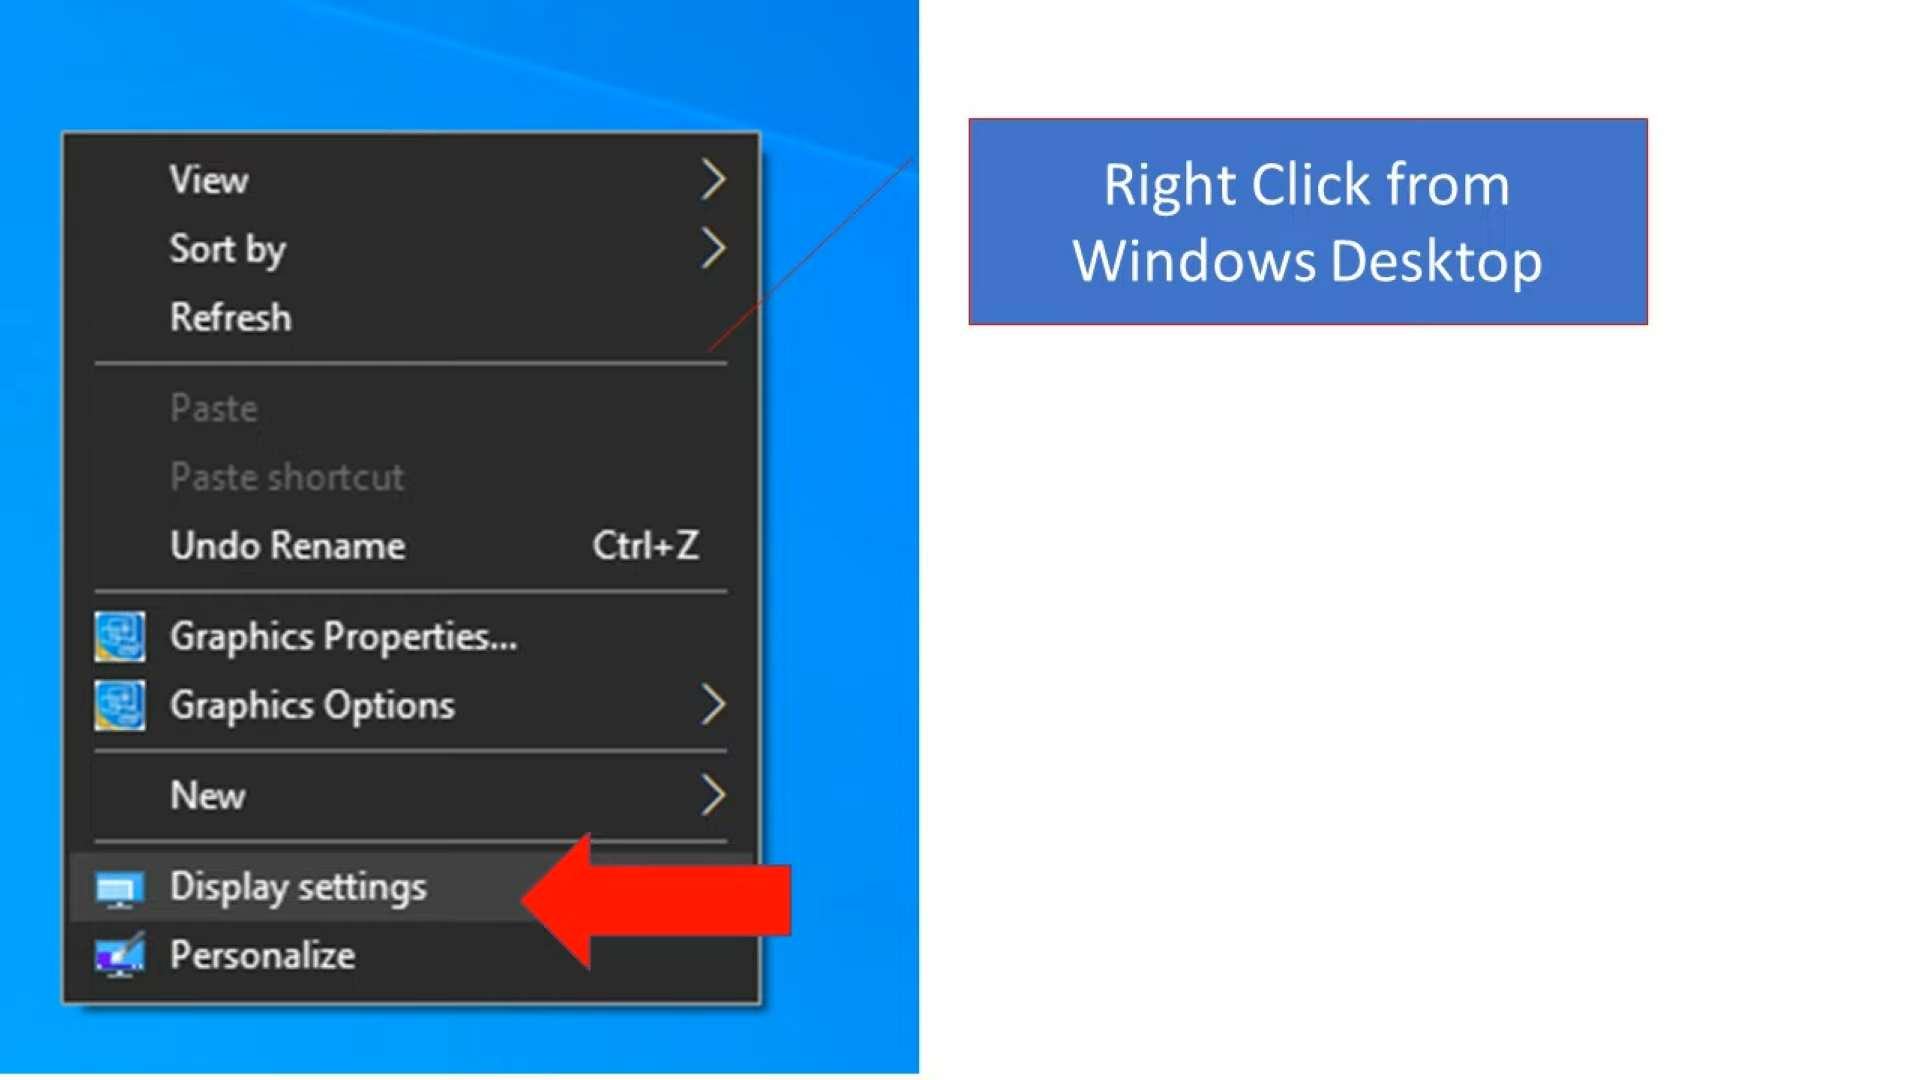 View
Sort by
Refresh
Paste
Paste shortcut
Undo Rename Ctrl+Z
Graphics Properties...
Graphics Options
New
Display settings
Personalize
Right Click from
Windows Desktop